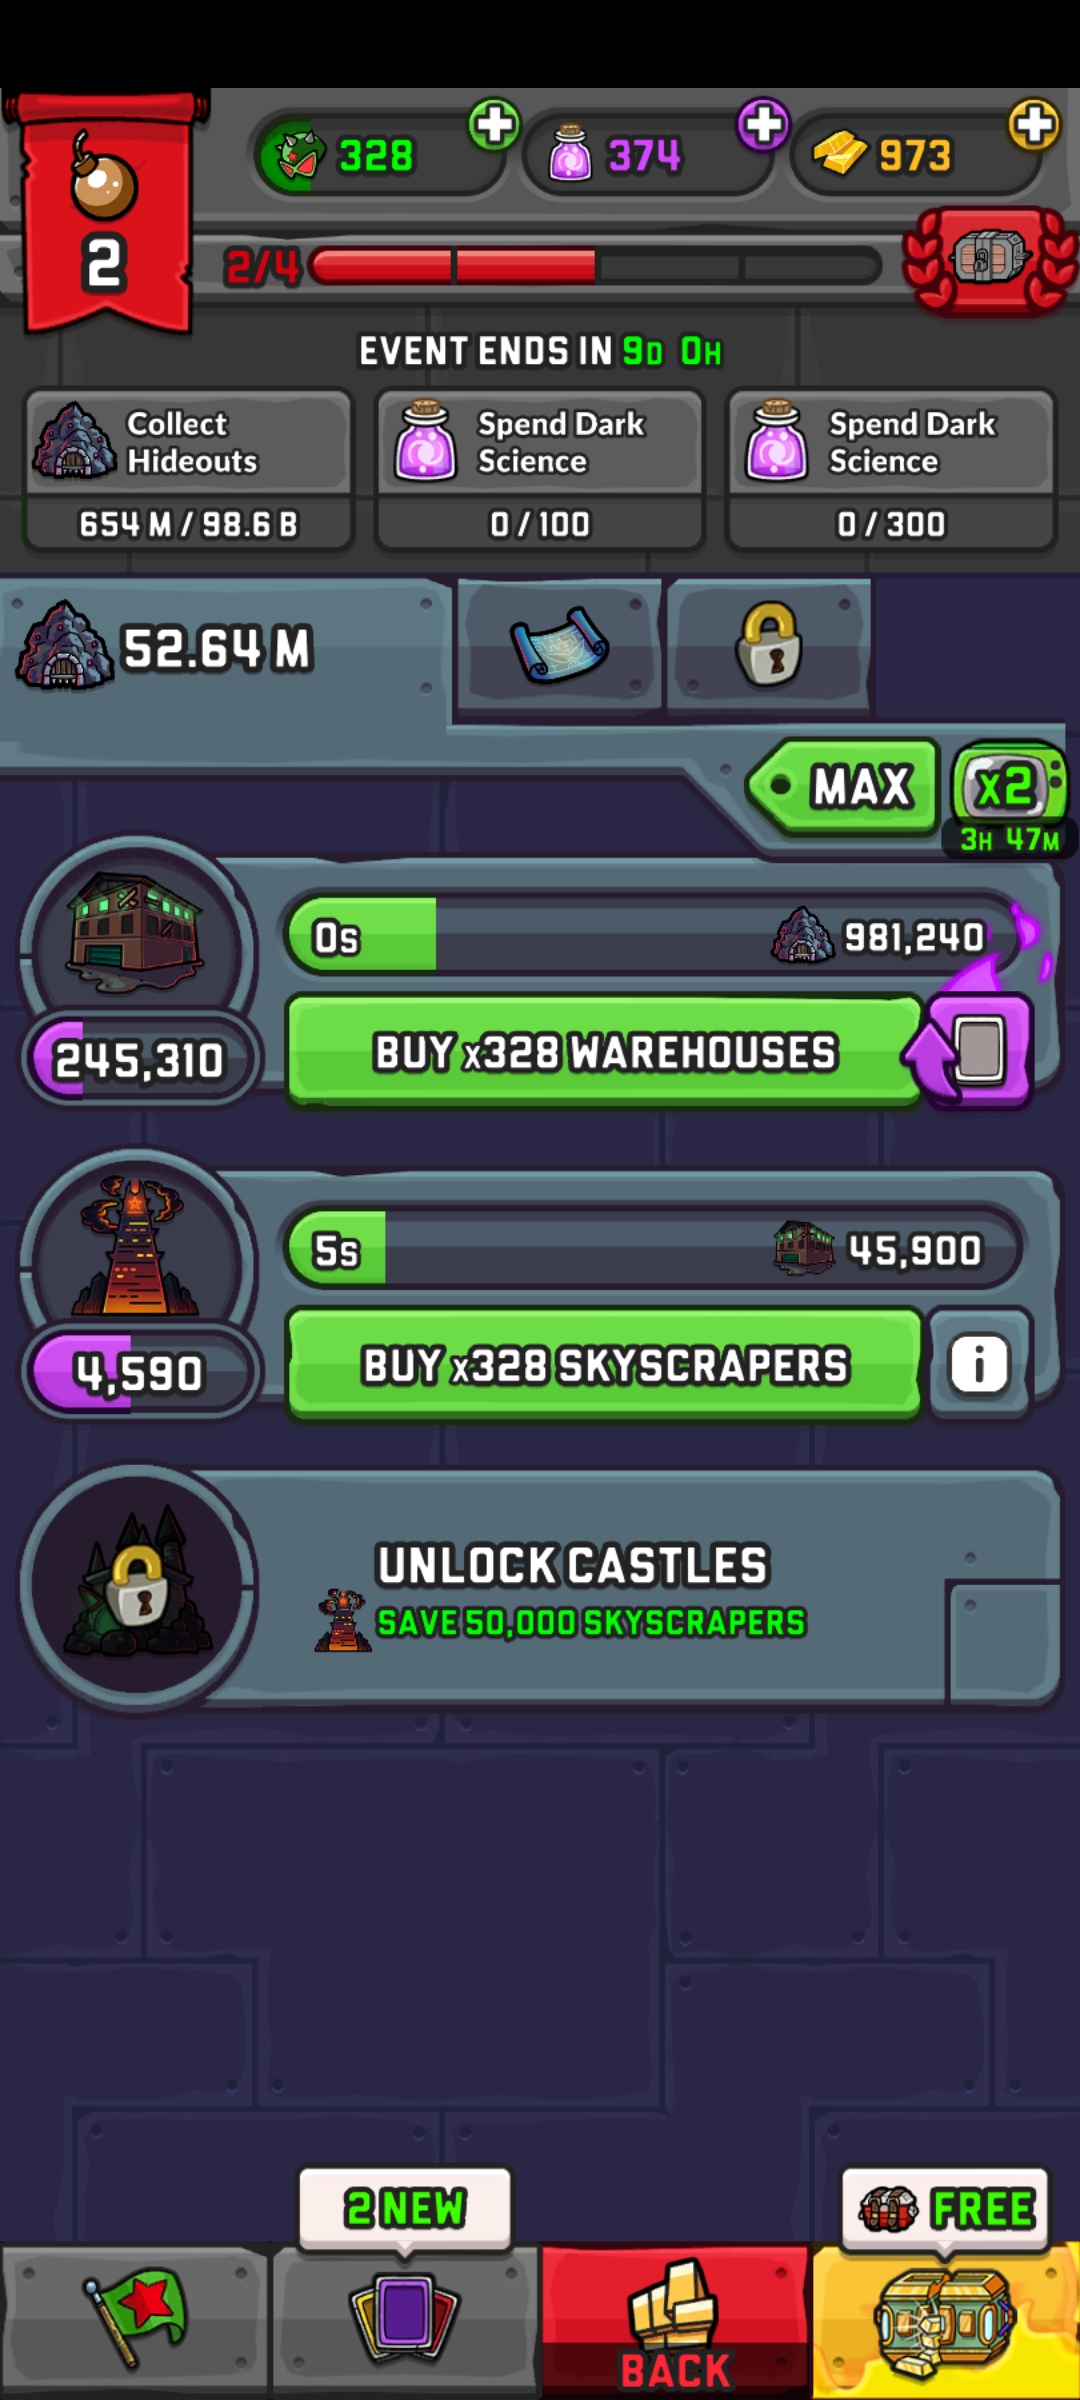 328
374
973
2
2/4
EVENT ENDS IN 9D 0H
Collect
Hideouts
654 M / 98.6 B
Spend Dark
Science
0 / 100
Spend Dark
Science
0 / 300
52.64 M
MAX
x2
3H 47M
0s
981,240
245,310
BUY x328 WAREHOUSES
5s
45,900
4,590
BUY x328 SKYSCRAPERS
i
UNLOCK CASTLES
SAVE 50,000 SKYSCRAPERS
2 NEW
FREE
BACK